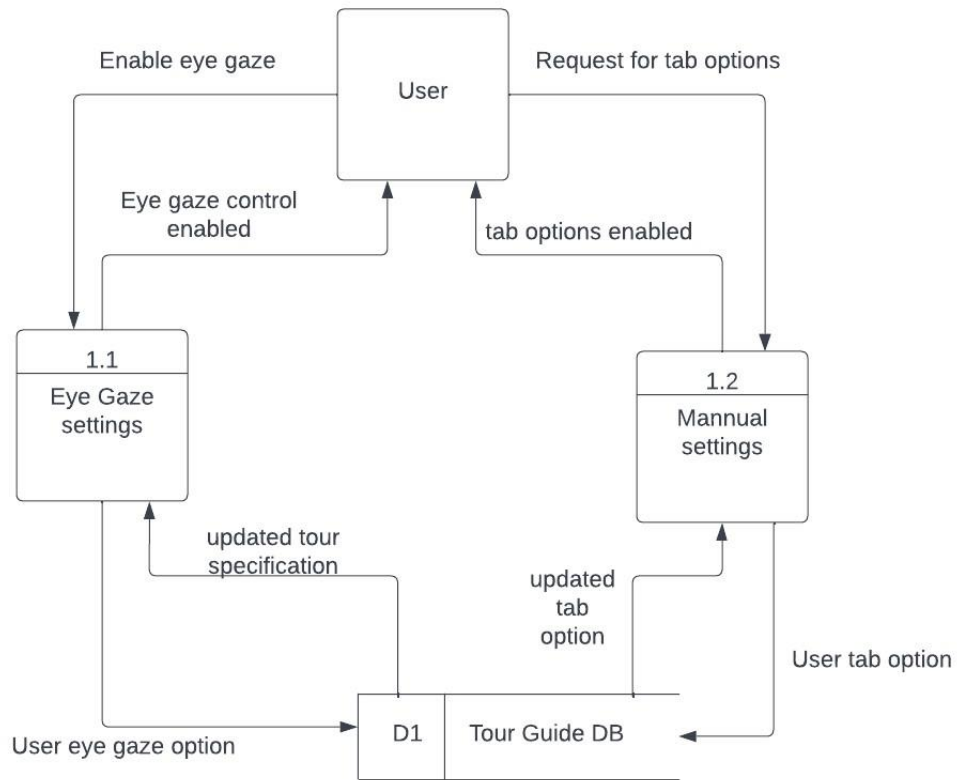 Enable eye gaze
User
Request for tab options
Eye gaze control
enabled
tab options enabled
1.1
Eye Gaze
settings
1.2
Mannual
settings
updated tour
specification
updated
tab
option
User tab option
User eye gaze option
D1
Tour Guide DB